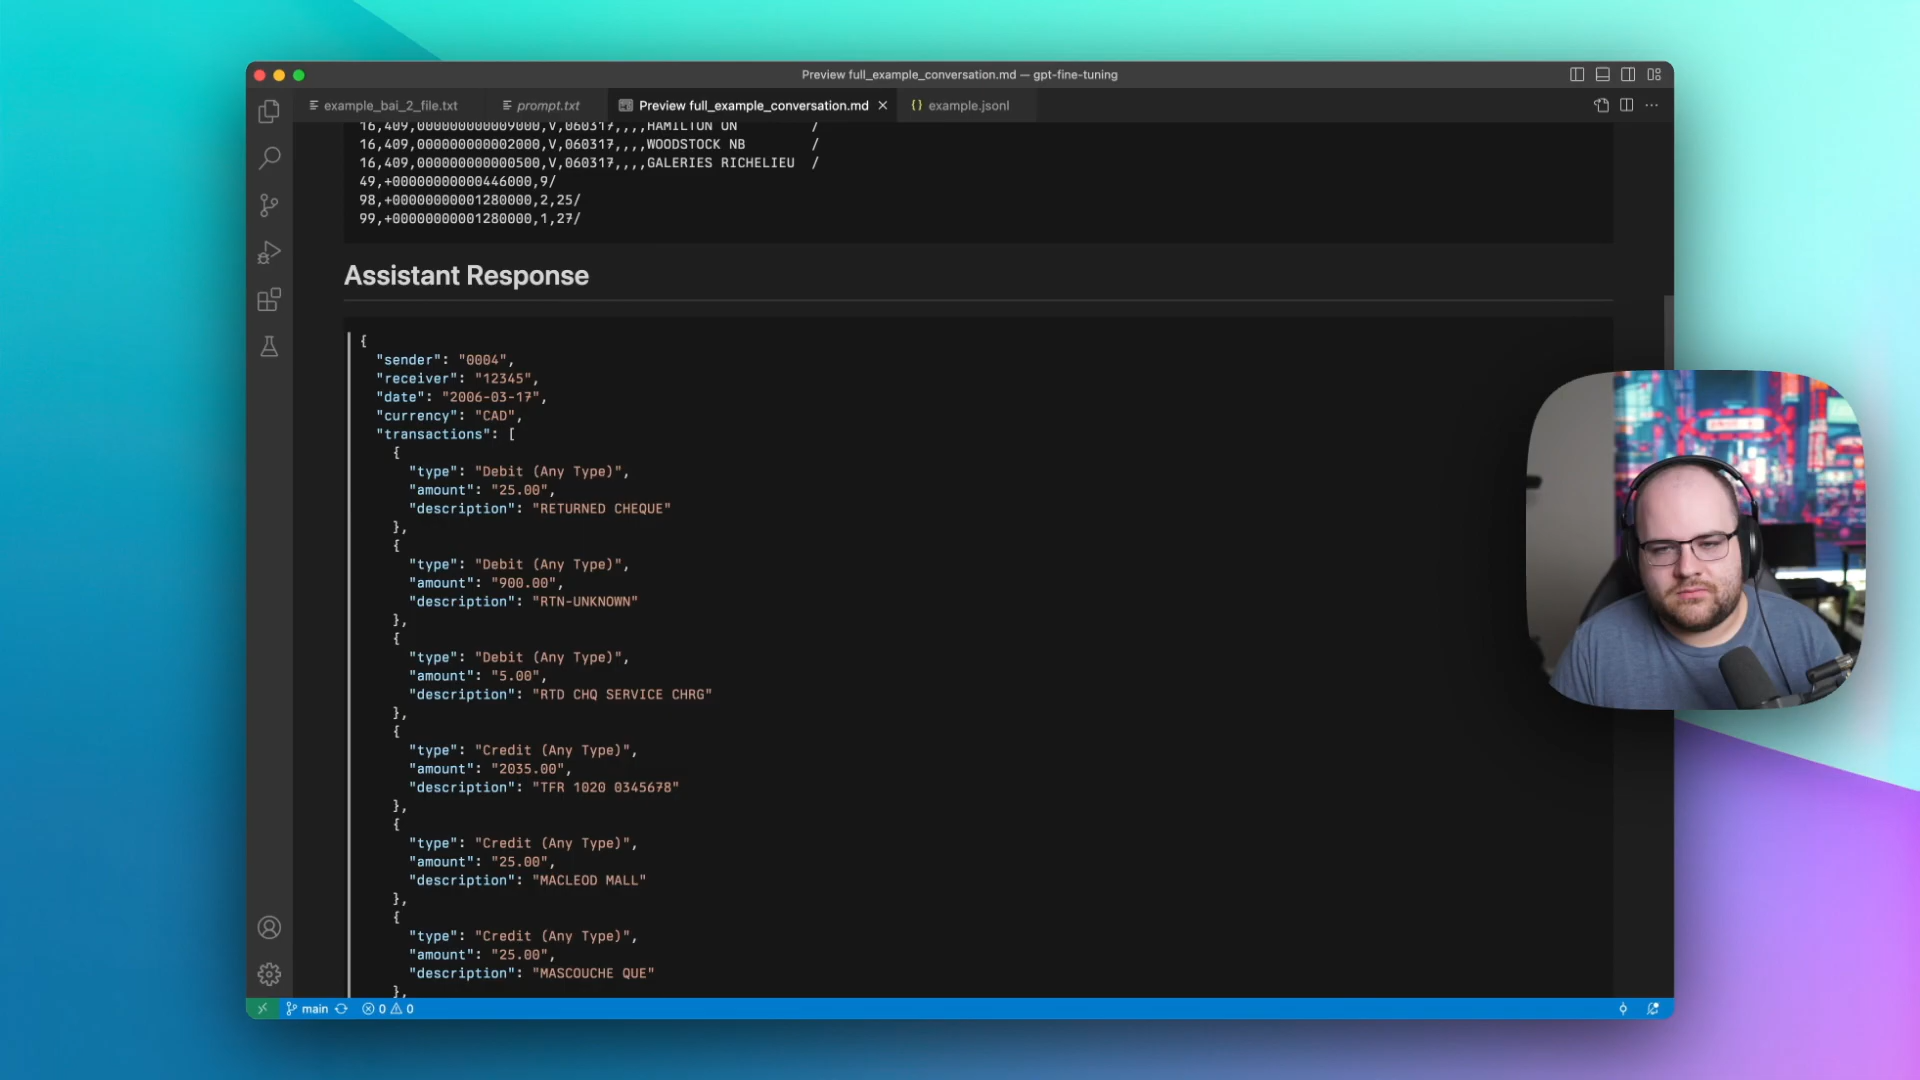 Preview full_example_conversation.md — gpt-fine-tuning
example_bai_2_file.txt
prompt.txt
Preview full_example_conversation.md
example.jsonl
16,409,000000000009000,V,060317,,,,HAMILTON ON /
16,409,000000000002000,V,060317,,,,WOODSTOCK NB /
16,409,000000000000500,V,060317,,,,GALERIES RICHELIEU /
49,+00000000000446000,9/
98,+00000000001280000,2,25/
99,+00000000001280000,1,27/
Assistant Response
{
"sender": "0004",
"receiver": "12345",
"date": "2006-03-17",
"currency": "CAD",
"transactions": [
{
"type": "Debit (Any Type)",
"amount": "25.00",
"description": "RETURNED CHEQUE"
},
{
"type": "Debit (Any Type)",
"amount": "900.00",
"description": "RTN-UNKNOWN"
},
{
"type": "Debit (Any Type)",
"amount": "5.00",
"description": "RTD CHQ SERVICE CHRG"
},
{
"type": "Credit (Any Type)",
"amount": "2035.00",
"description": "TFR 1020 0345678"
},
{
"type": "Credit (Any Type)",
"amount": "25.00",
"description": "MACLEOD MALL"
},
{
"type": "Credit (Any Type)",
"amount": "25.00",
"description": "MASCOUCHE QUE"
},
main
0
0